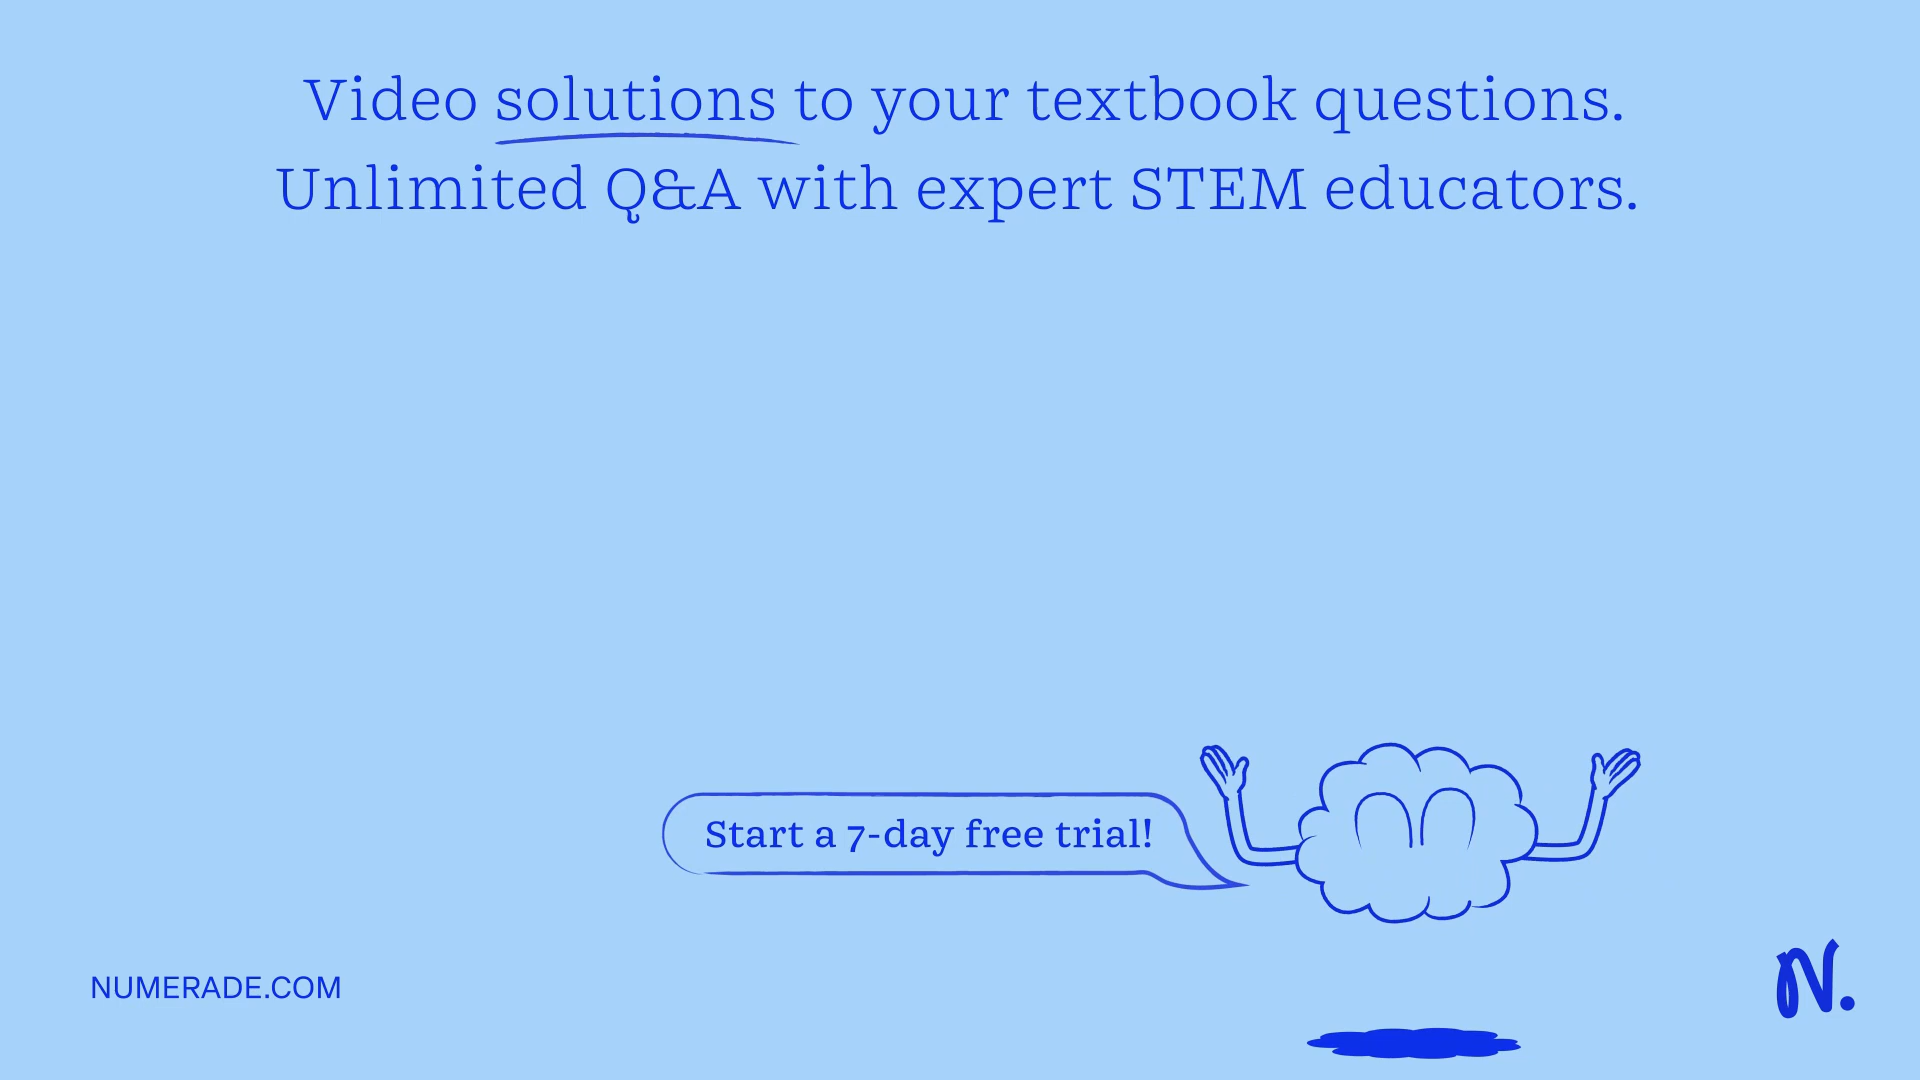 Video solutions to your textbook questions.
Unlimited Q&A with expert STEM educators.
Start a 7-day free trial!
NUMERADE.COM
N.